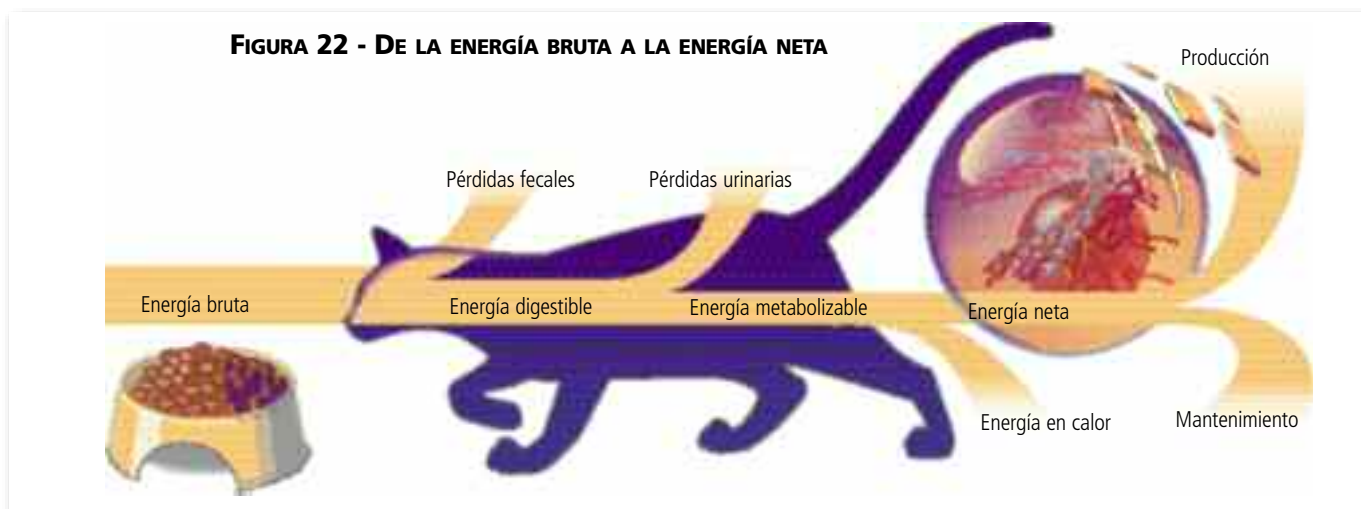 FIGURA 22 - DE LA ENERGÍA BRUTA A LA ENERGÍA NETA
Producción
Pérdidas fecales
Pérdidas urinarias
Energía bruta
Energía digestible
Energía metabolizable
Energía neta
Energía en calor
Mantenimiento